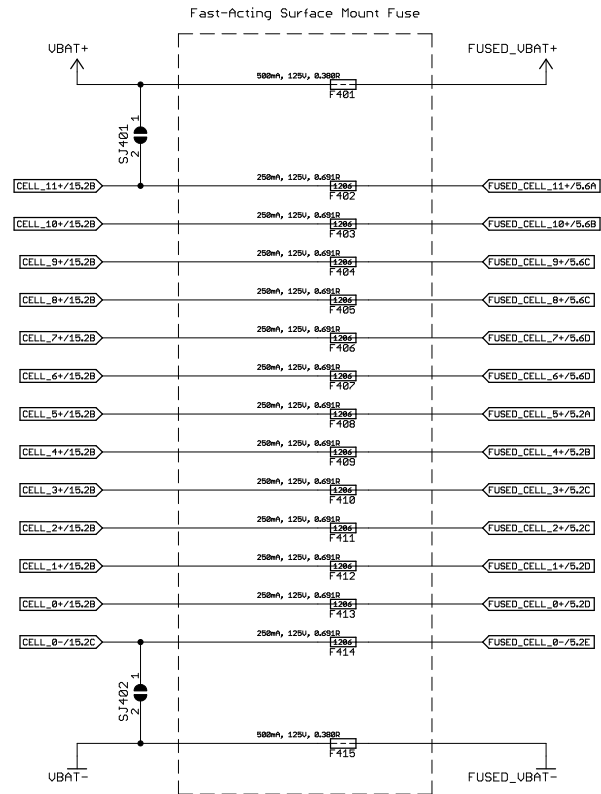 Fast-Acting Surface Mount Fuse
VBAT+
FUSED_VBAT+
500mA, 125V, 0.380R
F401
1
SJ401
2
CELL_11+/15.2B
250mA, 125V, 0.691R
1206
F402
FUSED_CELL_11+/5.6A
CELL_10+/15.2B
250mA, 125V, 0.691R
1206
F403
FUSED_CELL_10+/5.6B
CELL_9+/15.2B
250mA, 125V, 0.691R
1206
F404
FUSED_CELL_9+/5.6C
CELL_8+/15.2B
250mA, 125V, 0.691R
1206
F405
FUSED_CELL_8+/5.6C
CELL_7+/15.2B
250mA, 125V, 0.691R
1206
F406
FUSED_CELL_7+/5.6D
CELL_6+/15.2B
250mA, 125V, 0.691R
1206
F407
FUSED_CELL_6+/5.6D
CELL_5+/15.2B
250mA, 125V, 0.691R
1206
F408
FUSED_CELL_5+/5.2A
CELL_4+/15.2B
250mA, 125V, 0.691R
1206
F409
FUSED_CELL_4+/5.2B
CELL_3+/15.2B
250mA, 125V, 0.691R
1206
F410
FUSED_CELL_3+/5.2C
CELL_2+/15.2B
250mA, 125V, 0.691R
1206
F411
FUSED_CELL_2+/5.2C
CELL_1+/15.2B
250mA, 125V, 0.691R
1206
F412
FUSED_CELL_1+/5.2D
CELL_0+/15.2B
250mA, 125V, 0.691R
1206
F413
FUSED_CELL_0+/5.2D
CELL_0-/15.2C
250mA, 125V, 0.691R
1206
F414
FUSED_CELL_0-/5.2E
1
SJ402
2
500mA, 125V, 0.380R
F415
VBAT-
FUSED_VBAT-